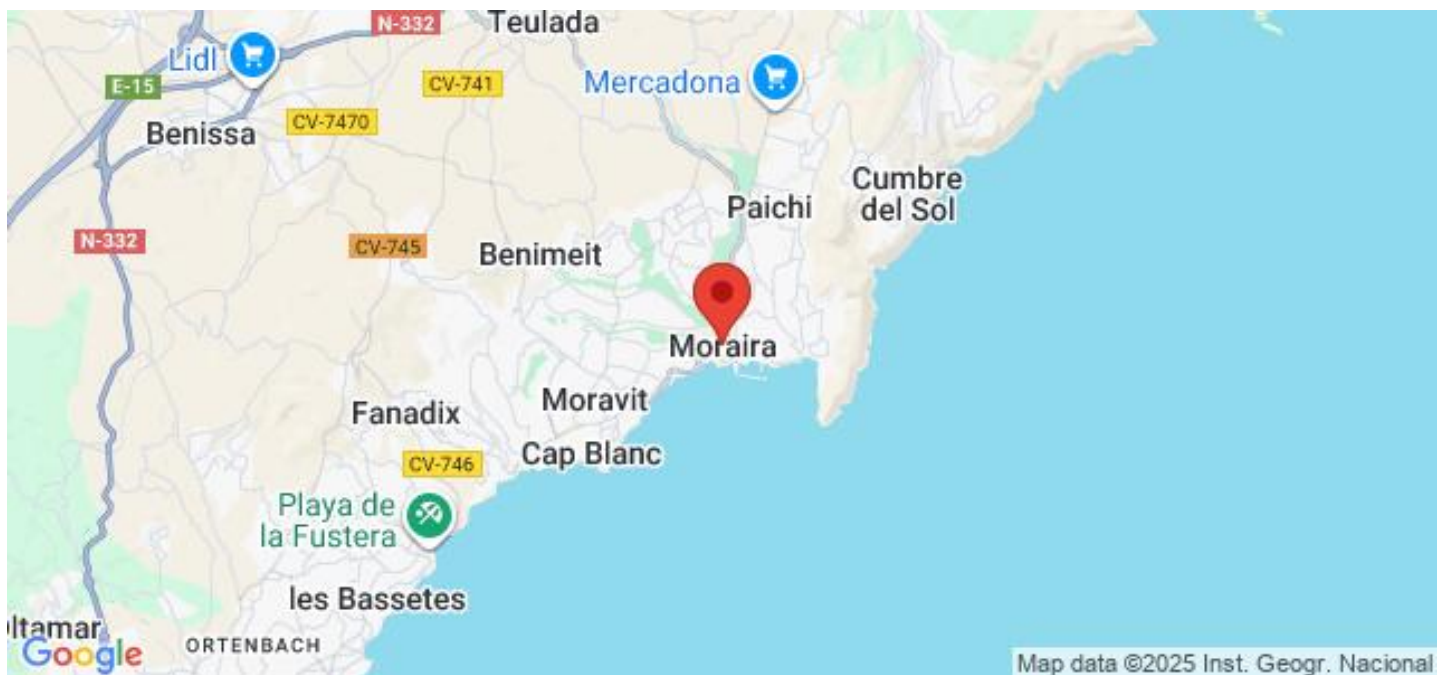 N-332
Teulada
Lidl
E-15
CV-741
Mercadona
Benissa
CV-7470
Cumbre
del Sol
Paichi
N-332
CV-745
Benimeit
Moraira
Moravit
Fanadix
Cap Blanc
CV-746
Playa de
la Fustera
les Bassetes
ltamar
ORTENBACH
Google
Map data ©2025 Inst. Geogr. Nacional